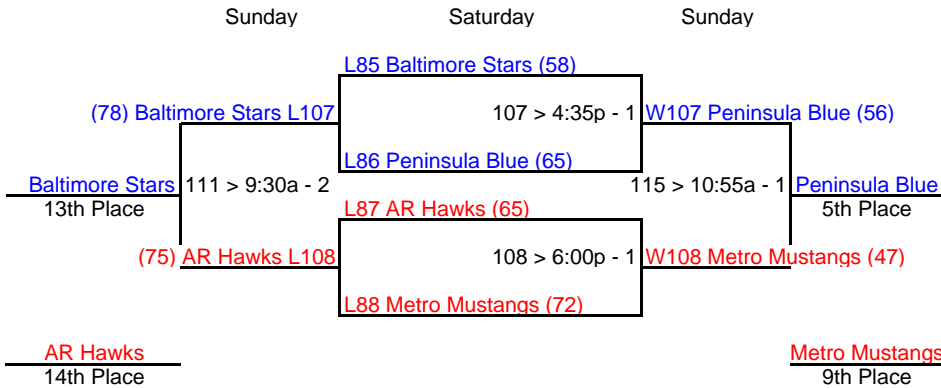 Sunday Saturday Sunday
L85 Baltimore Stars (58)
(78) Baltimore Stars L107 107 > 4:35p - 1 W107 Peninsula Blue (56)
L86 Peninsula Blue (65)
Baltimore Stars 111 > 9:30a - 2 115 > 10:55a - 1 Peninsula Blue
13th Place 5th Place
L87 AR Hawks (65)
(75) AR Hawks L108 108 > 6:00p - 1 W108 Metro Mustangs (47)
L88 Metro Mustangs (72)
AR Hawks Metro Mustangs
14th Place 9th Place